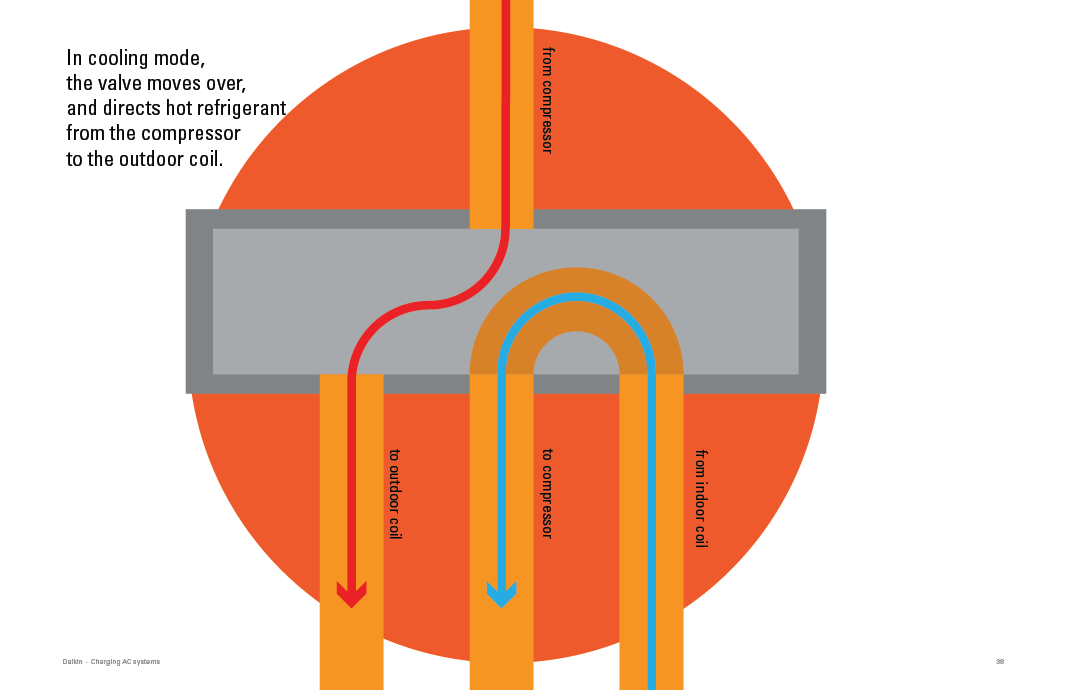 In cooling mode,
the valve moves over,
and directs hot refrigerant
from the compressor
to the outdoor coil.
from compressor
to outdoor coil
to compressor
from indoor coil
Daikin - Charging AC systems
38